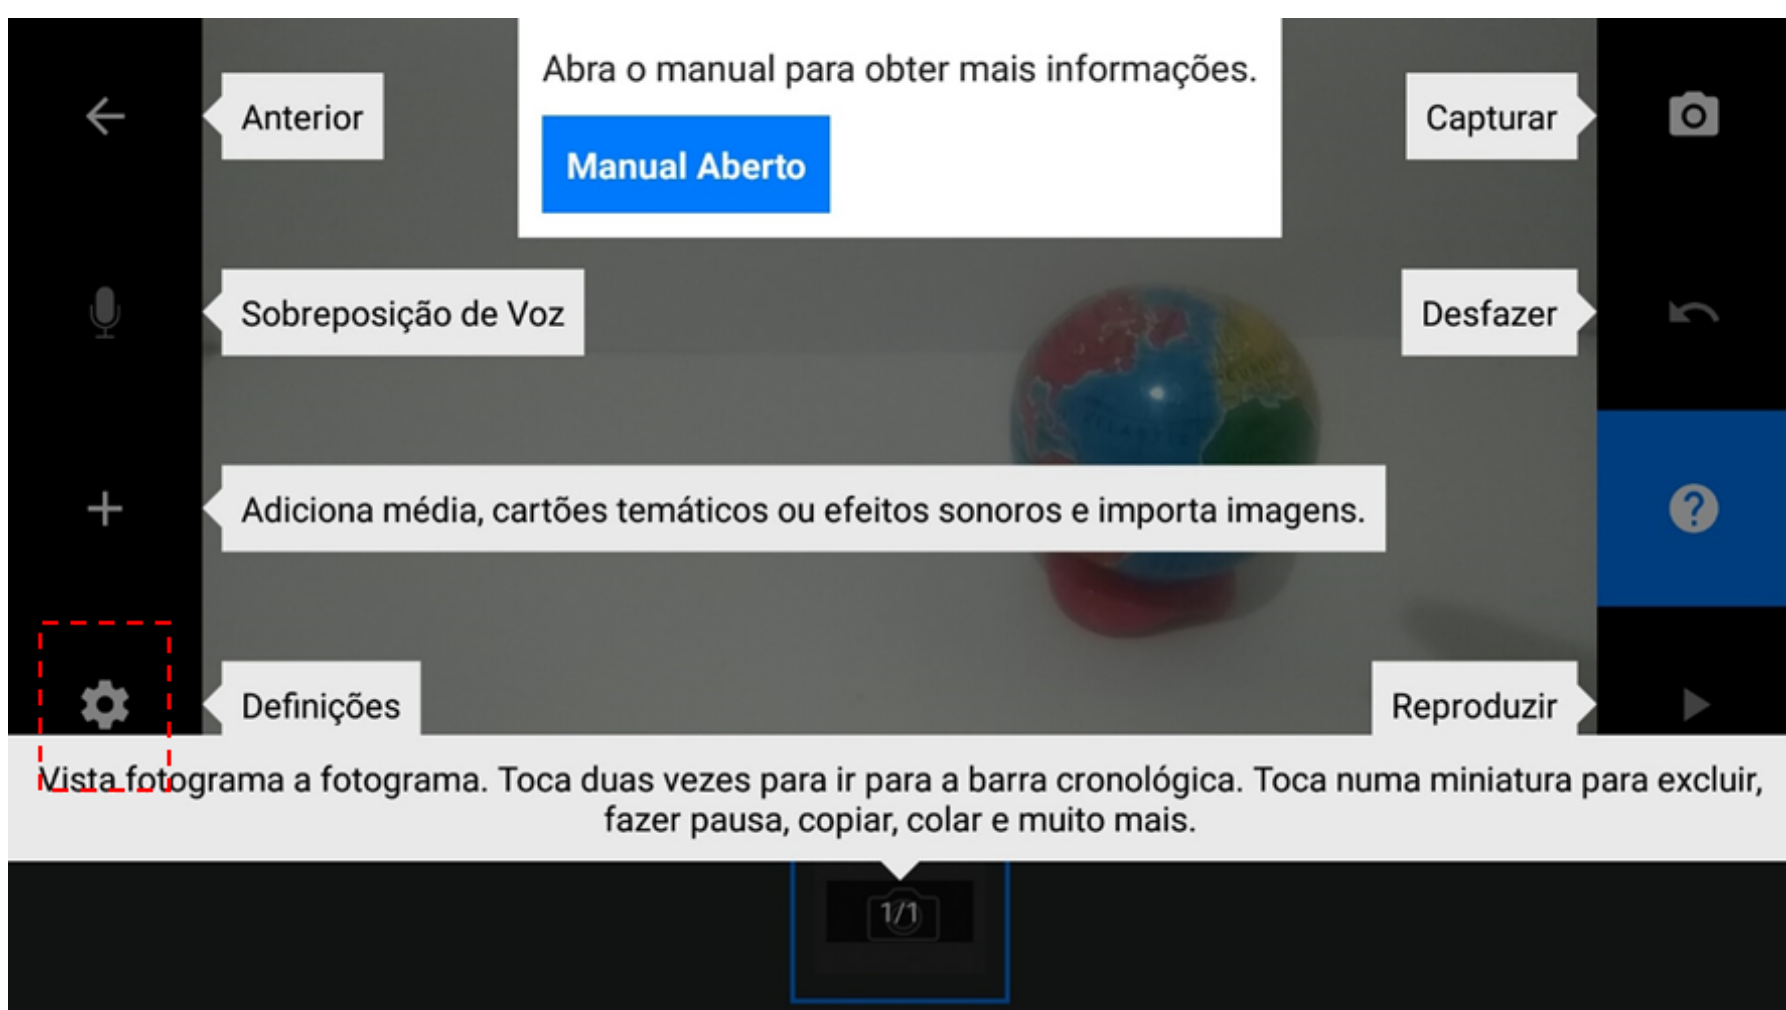 Abra o manual para obter mais informações.
Anterior
Manual Aberto
Capturar
Sobreposição de Voz
Desfazer
Adiciona média, cartões temáticos ou efeitos sonoros e importa imagens.
Definições
Reproduzir
Vista fotograma a fotograma. Toca duas vezes para ir para a barra cronológica. Toca numa miniatura para excluir,
fazer pausa, copiar, colar e muito mais.
1/1